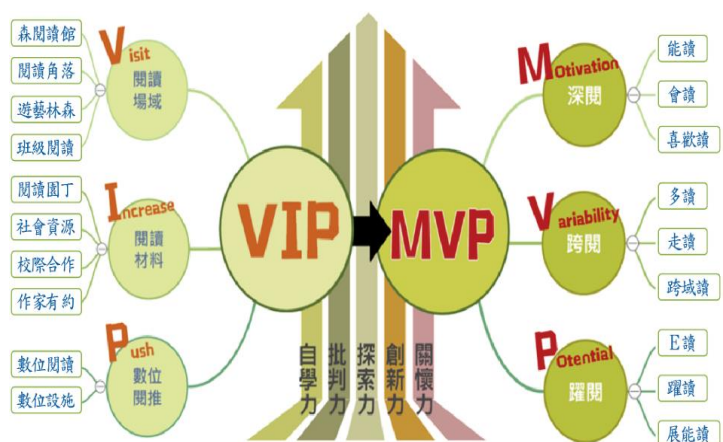 森閱讀館
閱讀角落
遊藝林森
班級閱讀
Visit
閱讀
場域
閱讀園丁
社會資源
校際合作
作家有約
Increase
閱讀
材料
數位閱讀
數位設施
Push
數位
閱推
VIP
MVP
自學力
批判力
探索力
創新力
關懷力
MOtivation
深閱
能讀
會讀
喜歡讀
Variability
跨閱
多讀
走讀
跨域讀
POtential
躍閱
E讀
躍讀
展能讀